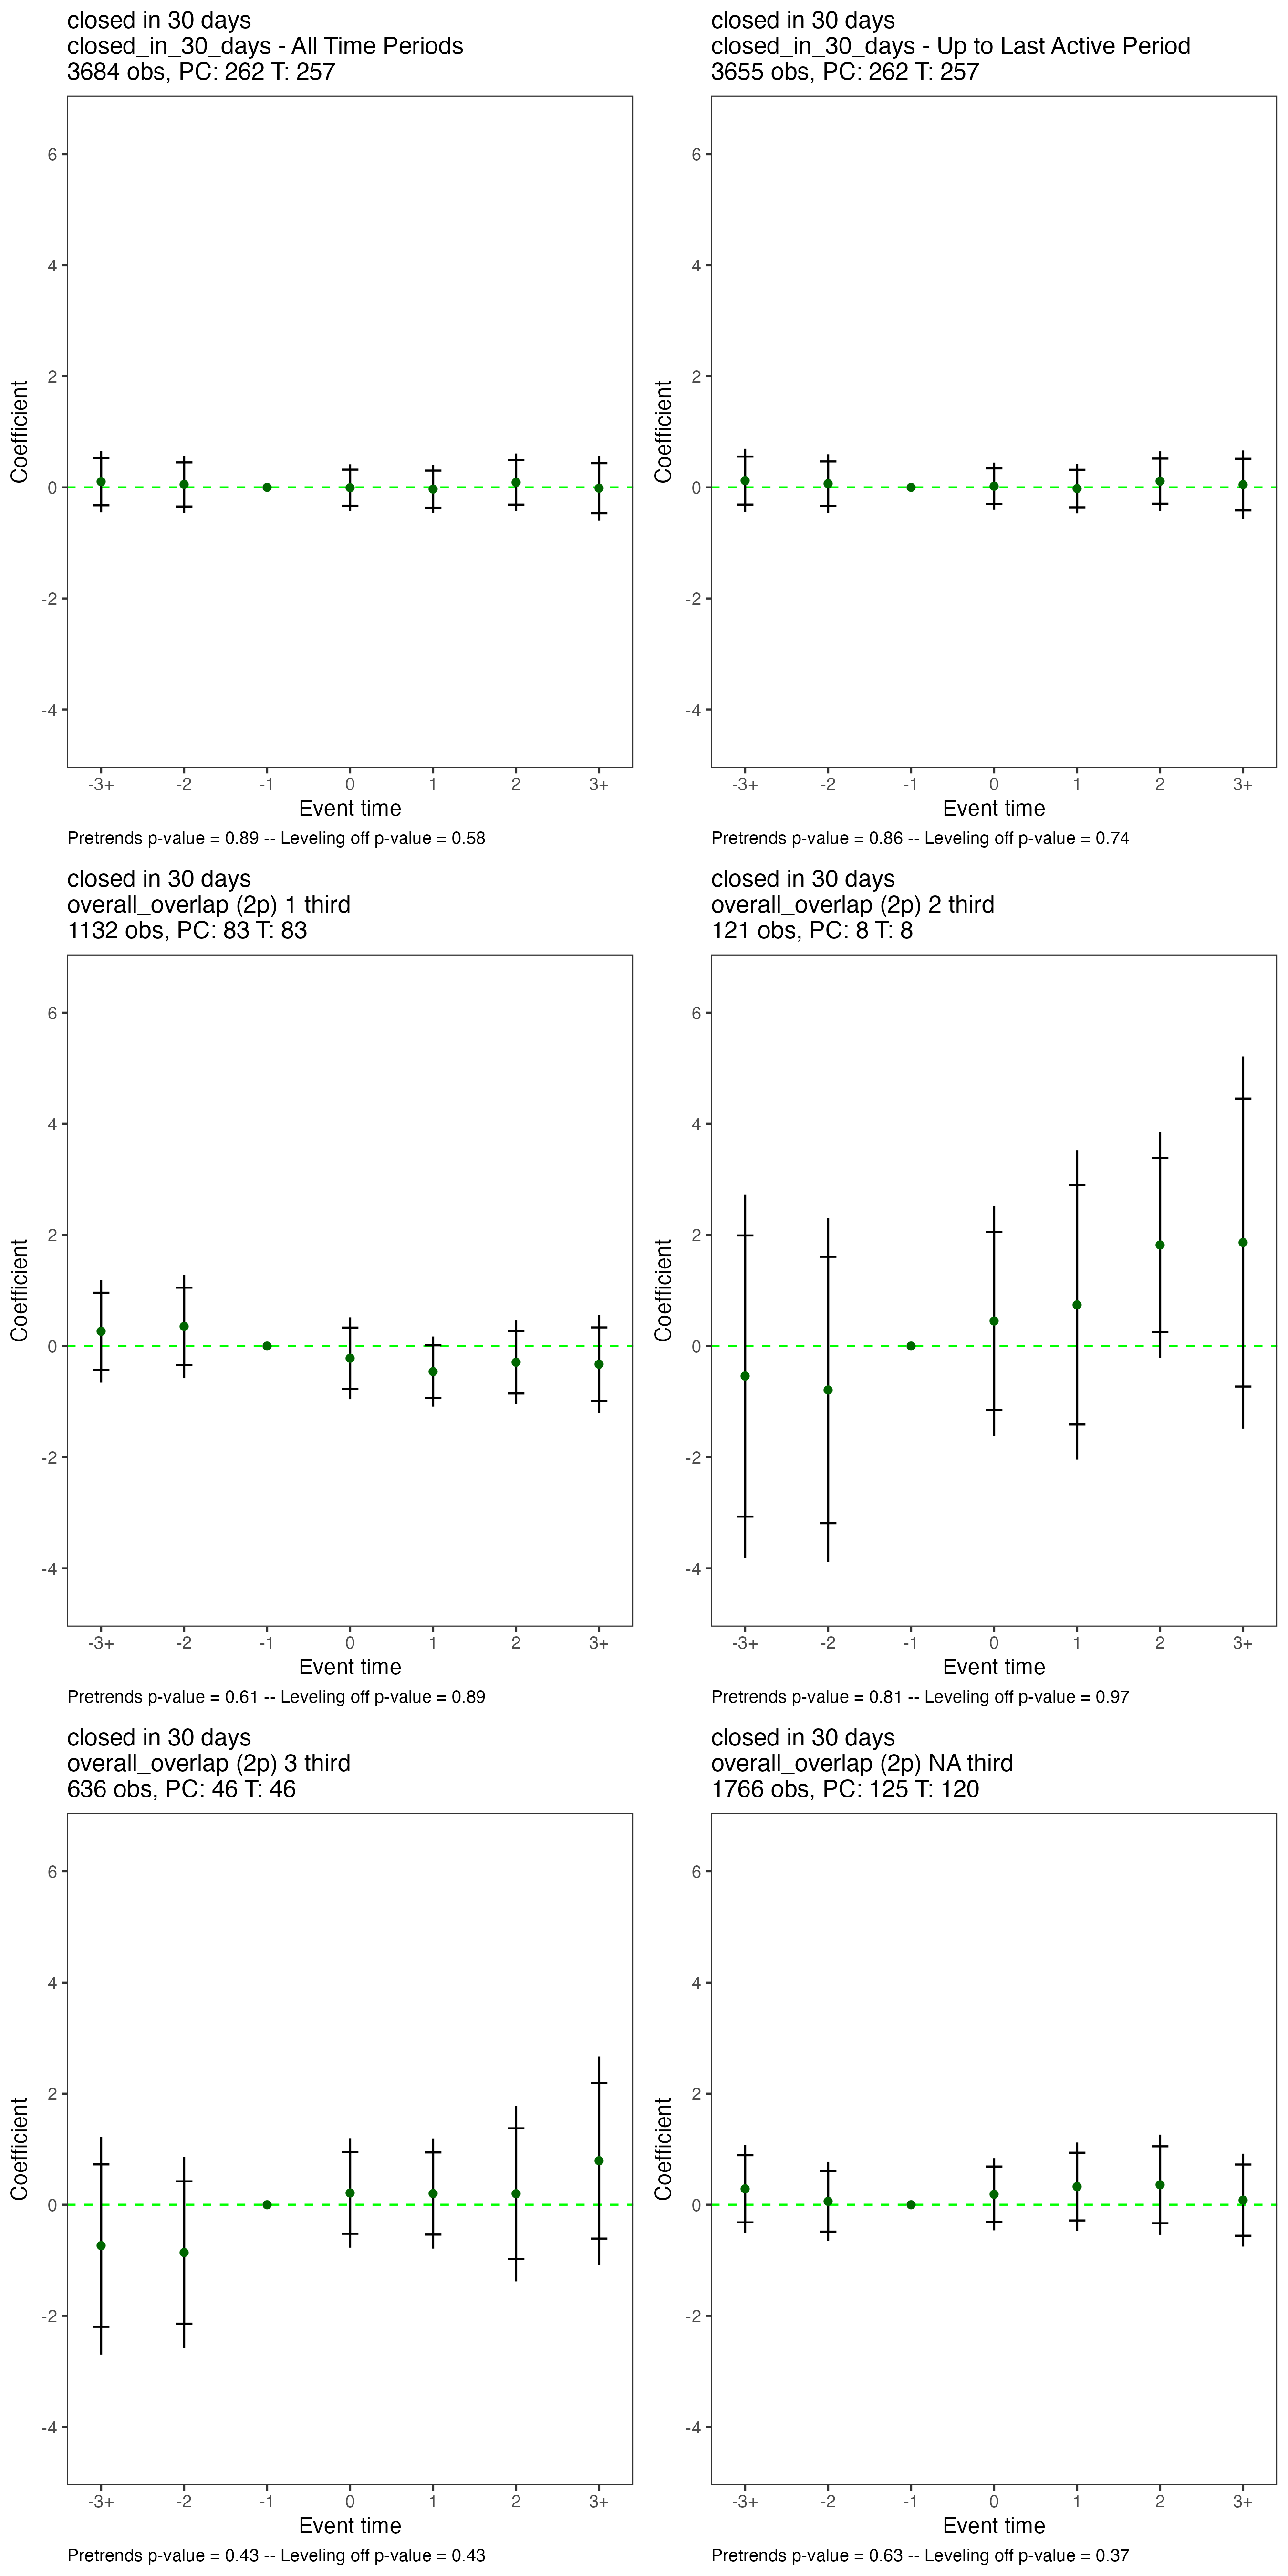 closed in 30 days
closed_in_30_days - All Time Periods
3684 obs, PC: 262 T: 257
6
4
2
0
-2
-4
Coefficient
-3+ -2 -1 0 1 2 3+
Event time
Pretrends p-value = 0.89 -- Leveling off p-value = 0.58
closed in 30 days
closed_in_30_days - Up to Last Active Period
3655 obs, PC: 262 T: 257
6
4
2
0
-2
-4
Coefficient
-3+ -2 -1 0 1 2 3+
Event time
Pretrends p-value = 0.86 -- Leveling off p-value = 0.74
closed in 30 days
overall_overlap (2p) 1 third
1132 obs, PC: 83 T: 83
6
4
2
0
-2
-4
Coefficient
-3+ -2 -1 0 1 2 3+
Event time
Pretrends p-value = 0.61 -- Leveling off p-value = 0.89
closed in 30 days
overall_overlap (2p) 2 third
121 obs, PC: 8 T: 8
6
4
2
0
-2
-4
Coefficient
-3+ -2 -1 0 1 2 3+
Event time
Pretrends p-value = 0.81 -- Leveling off p-value = 0.97
closed in 30 days
overall_overlap (2p) 3 third
636 obs, PC: 46 T: 46
6
4
2
0
-2
-4
Coefficient
-3+ -2 -1 0 1 2 3+
Event time
Pretrends p-value = 0.43 -- Leveling off p-value = 0.43
closed in 30 days
overall_overlap (2p) NA third
1766 obs, PC: 125 T: 120
6
4
2
0
-2
-4
Coefficient
-3+ -2 -1 0 1 2 3+
Event time
Pretrends p-value = 0.63 -- Leveling off p-value = 0.37